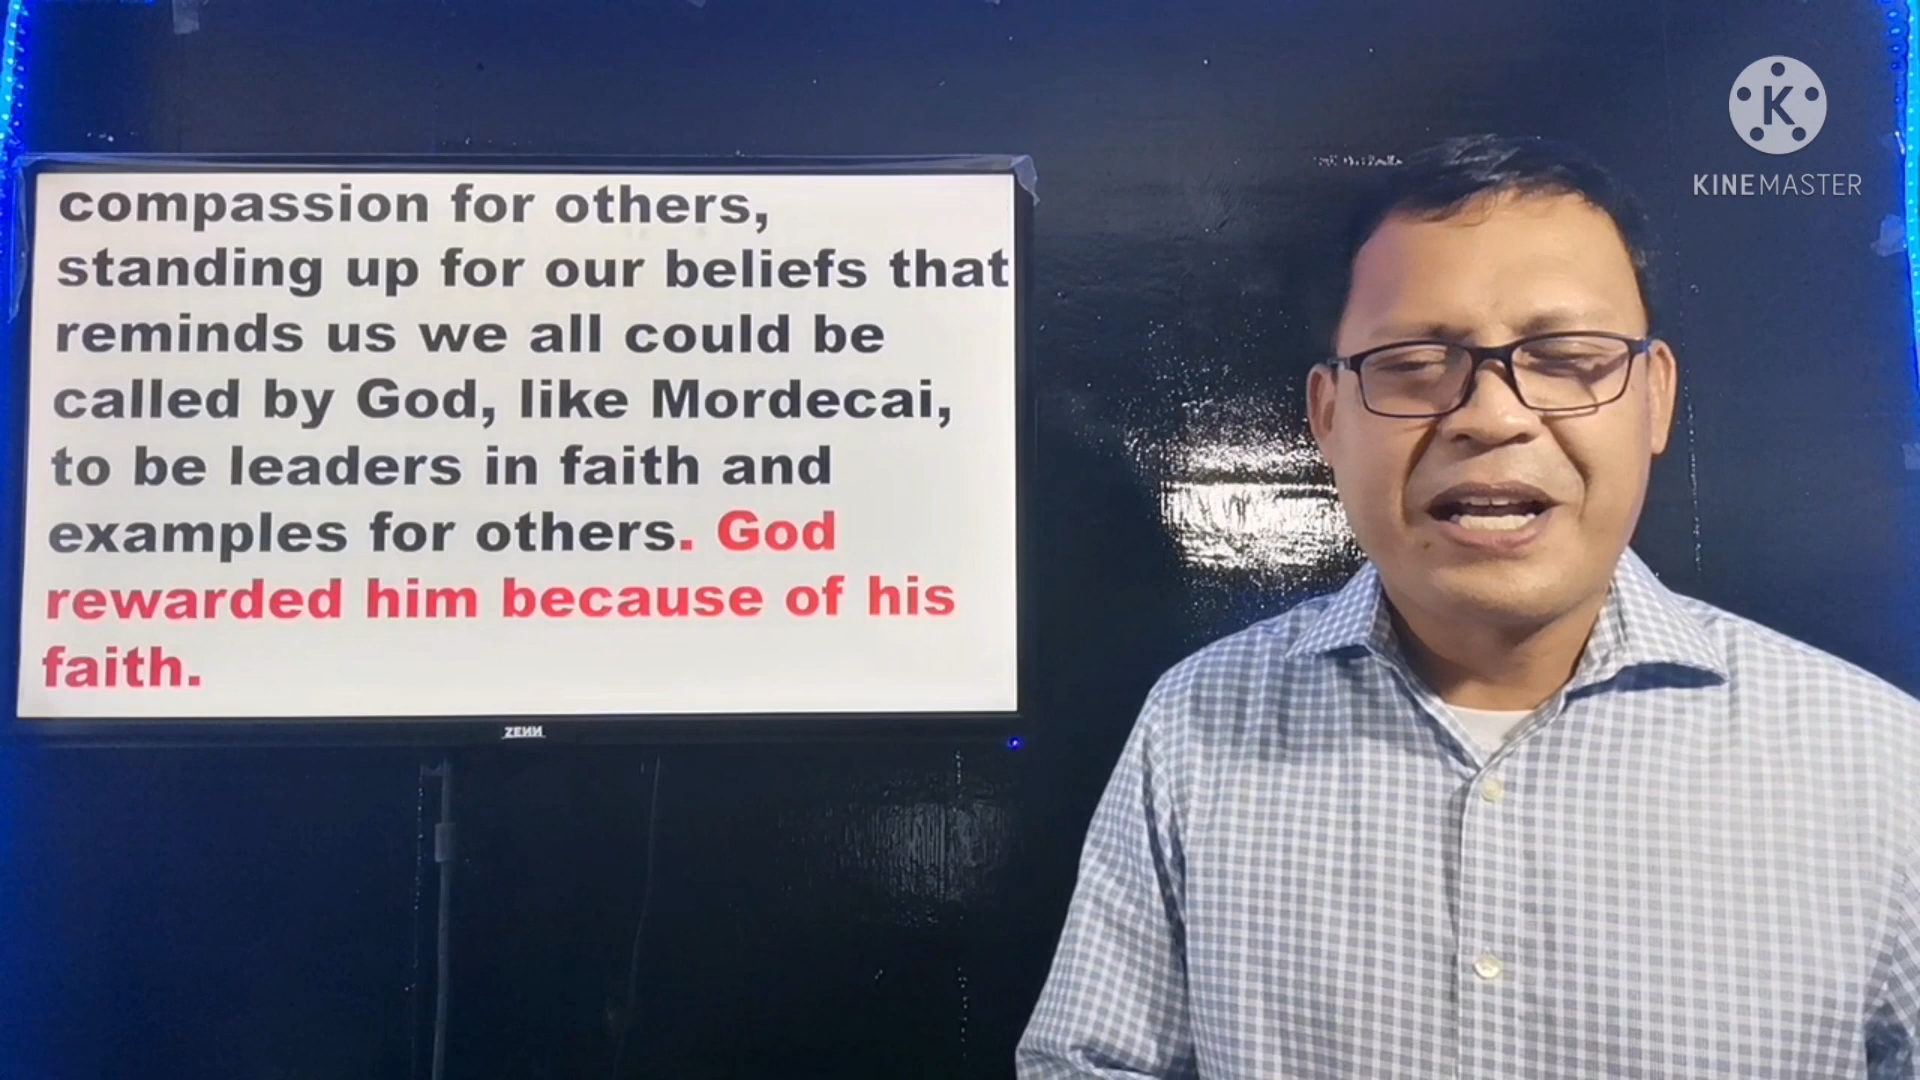 compassion for others,
standing up for our beliefs that
reminds us we all could be
called by God, like Mordecai,
to be leaders in faith and
examples for others. God
rewarded him because of his
faith.
ZENN
K
KINEMASTER